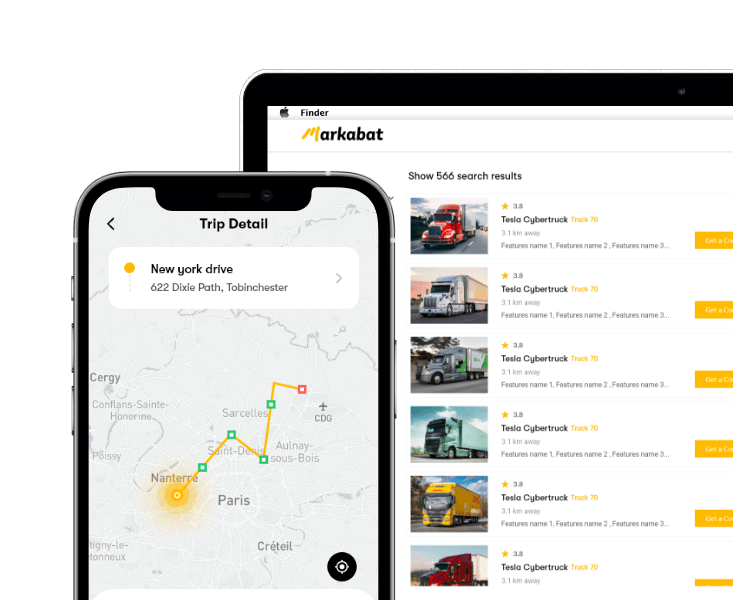 Finder
Markabat
Show 566 search results
3.8
Tesla Cybertruck Truck 70
3.1 km away
Features name 1, Features name 2 , Features name 3...
Get a Co
3.8
Tesla Cybertruck Truck 70
3.1 km away
Features name 1, Features name 2 , Features name 3...
Get a Co
3.8
Tesla Cybertruck Truck 70
3.1 km away
Features name 1, Features name 2 , Features name 3...
Get a Co
3.8
Tesla Cybertruck Truck 70
3.1 km away
Features name 1, Features name 2 , Features name 3...
Get a Co
3.8
Tesla Cybertruck Truck 70
3.1 km away
Features name 1, Features name 2 , Features name 3...
Get a Co
3.8
Tesla Cybertruck Truck 70
3.1 km away
Trip Detail
New york drive
622 Dixie Path, Tobinchester
Cergy
Conflans-Sainte-
Honorine
Sarcelles
CDG
Poissy
Saint-Denis
Aulnay-
sous-Bois
Nanterre
Paris
Créteil
tigny-le-
etonneux